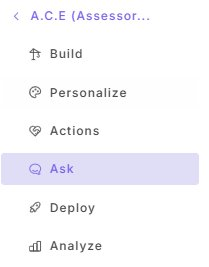 A.C.E (Assessor...
Build
Personalize
Actions
Ask
Deploy
Analyze